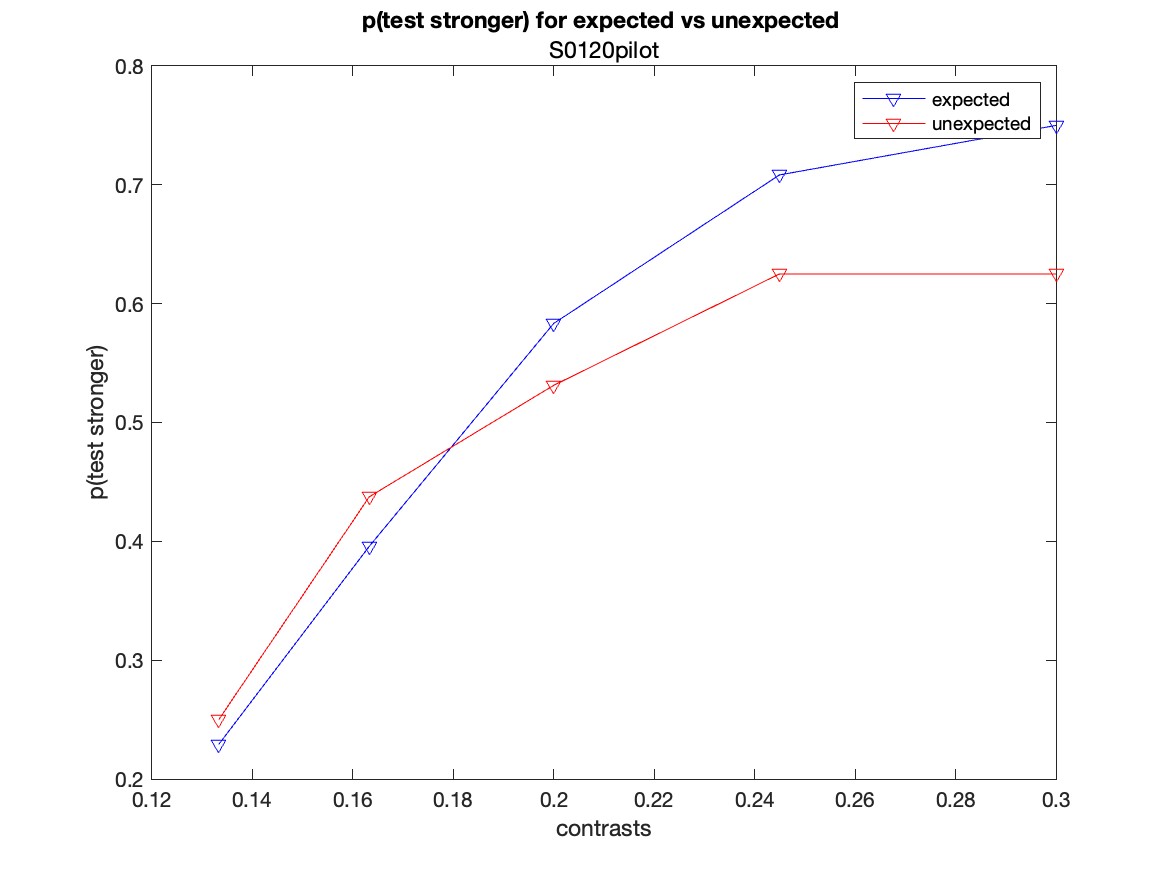 p(test stronger) for expected vs unexpected
S0120pilot
expected
unexpected
0.8
0.7
0.6
0.5
0.4
0.3
0.2
p(test stronger)
0.12 0.14 0.16 0.18 0.2 0.22 0.24 0.26 0.28 0.3
contrasts